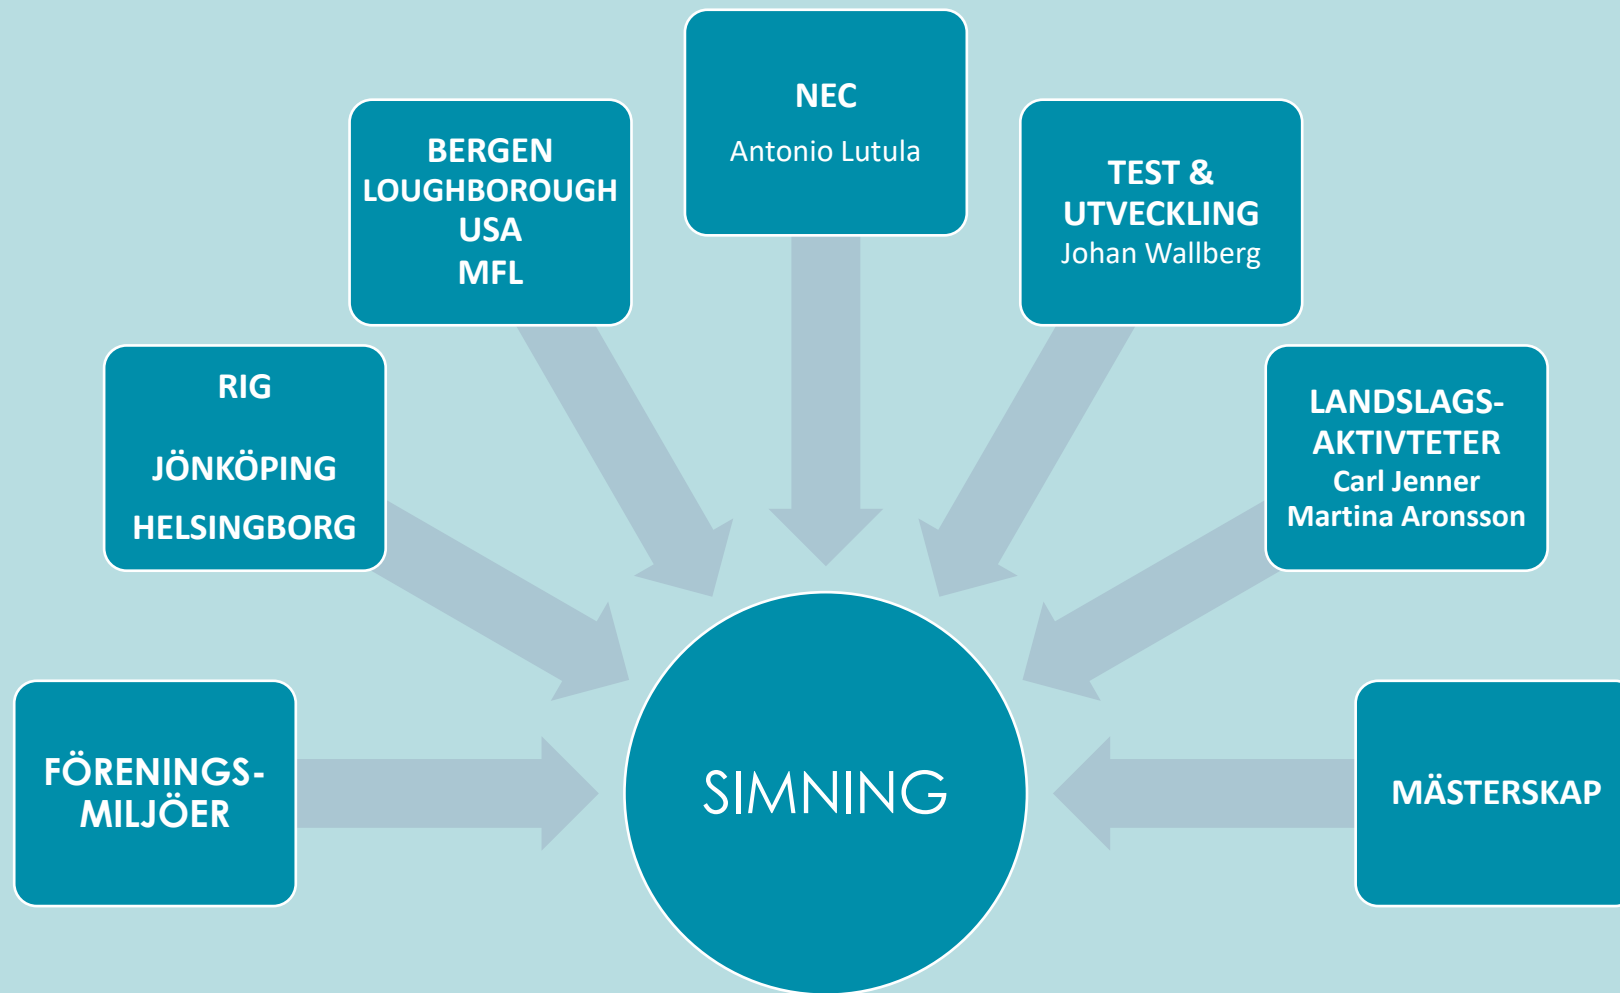 NEC
Antonio Lutula
BERGEN
LOUGHBOROUGH
USA
MFL
TEST &
UTVECKLING
Johan Wallberg
RIG
JÖNKÖPING
HELSINGBORG
LANDSLAGS-
AKTIVTETER
Carl Jenner
Martina Aronsson
FÖRENINGS-
MILJÖER
SIMNING
MÄSTERSKAP